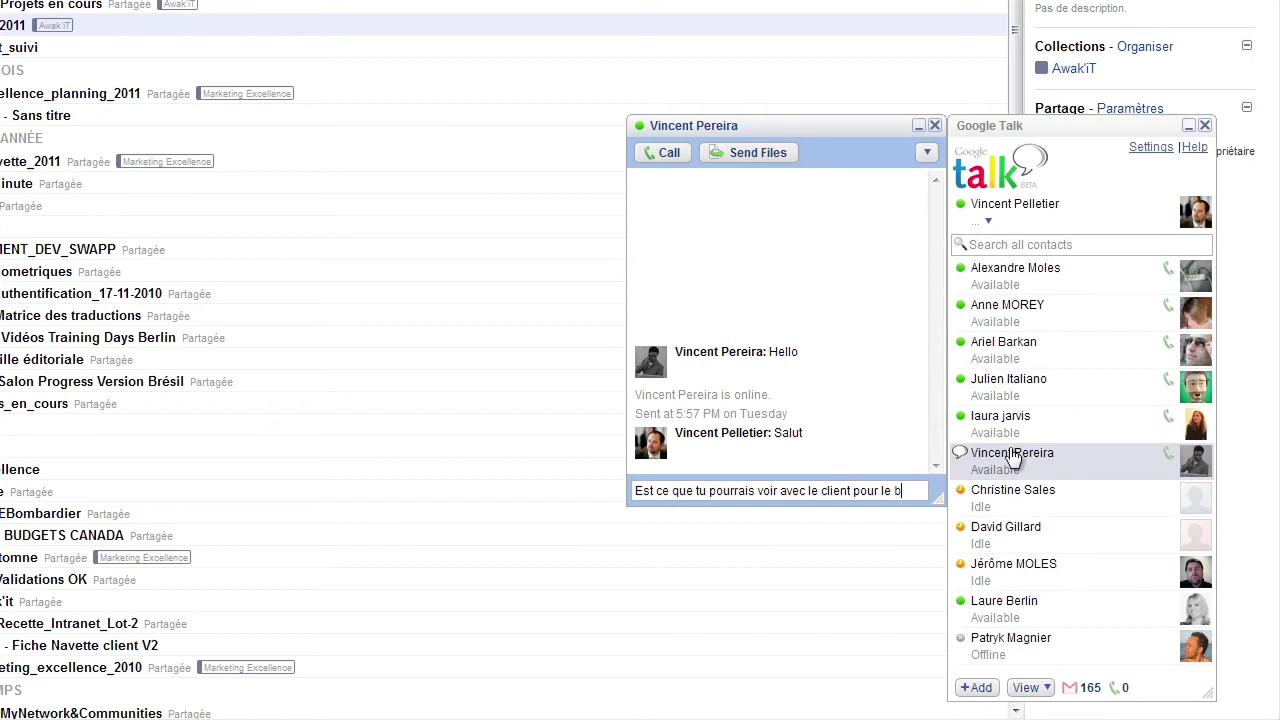 Projets en cours Partagée Awak'iT
2011 Awak'iT
t_suivi
OIS
ellence_planning_2011 Partagée Marketing Excellence
- Sans titre
ANNÉE
vette_2011 Partagée Marketing Excellence
inute Partagée
Partagée
MENT_DEV_SWAPP Partagée
iometriques Partagée
authentification_17-11-2010 Partagée
Matrice des traductions Partagée
Vidéos Training Days Berlin Partagée
ille éditoriale Partagée
Salon Progress Version Brésil Partagée
s_en_cours Partagée
ellence
e Partagée
EBombardier Partagée
BUDGETS CANADA Partagée
tomne Partagée Marketing Excellence
Validations OK Partagée
k'it Partagée
Recette_Intranet_Lot-2 Partagée
- Fiche Navette client V2
eting_excellence_2010 Partagée Marketing Excellence
MPS
MyNetwork&Communities Partagée
Vincent Pereira
Call Send Files
Vincent Pereira: Hello
Vincent Pereira is online.
Sent at 5:57 PM on Tuesday
Vincent Pelletier: Salut
Est ce que tu pourrais voir avec le client pour le b
Pas de description.
Collections - Organiser
Awak'iT
Partage - Paramètres
priétaire
Google Talk
Settings | Help
Google
talk
BETA
Vincent Pelletier
...
Search all contacts
Alexandre Moles
Available
Anne MOREY
Available
Ariel Barkan
Available
Julien Italiano
Available
laura jarvis
Available
Vincent Pereira
Available
Christine Sales
Idle
David Gillard
Idle
Jérôme MOLES
Idle
Laure Berlin
Available
Patryk Magnier
Offline
+Add View 165 0